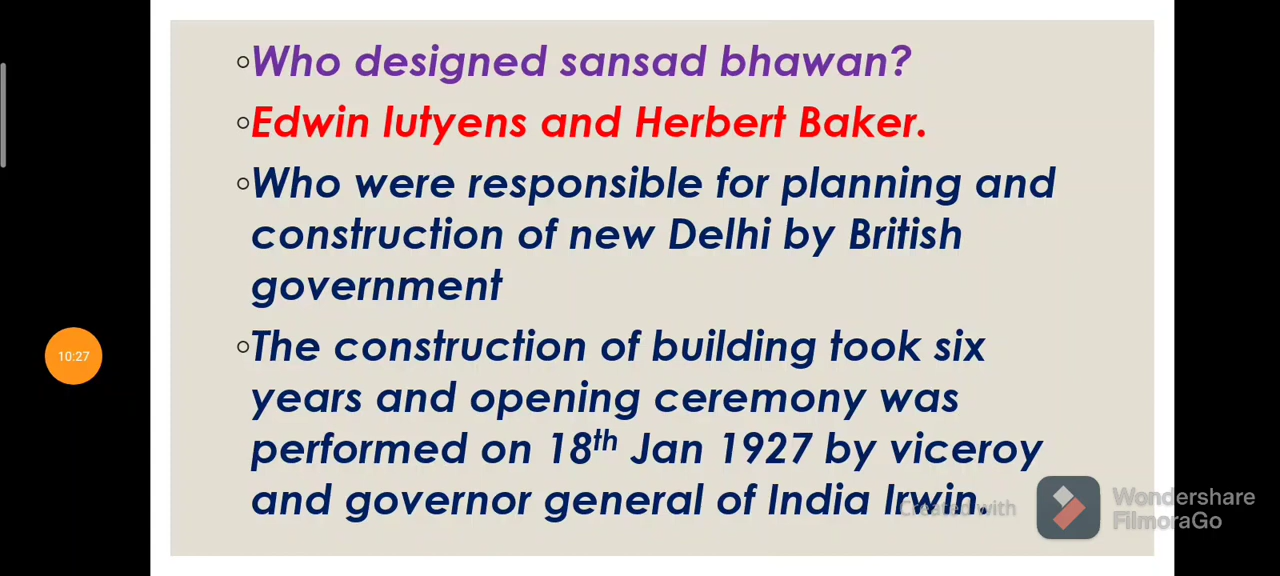 Who designed sansad bhawan?
Edwin lutyens and Herbert Baker.
Who were responsible for planning and
construction of new Delhi by British
government
The construction of building took six
years and opening ceremony was
performed on 18th Jan 1927 by viceroy
and governor general of India Irwin.
10:27
Created with
Wondershare
FilmoraGo